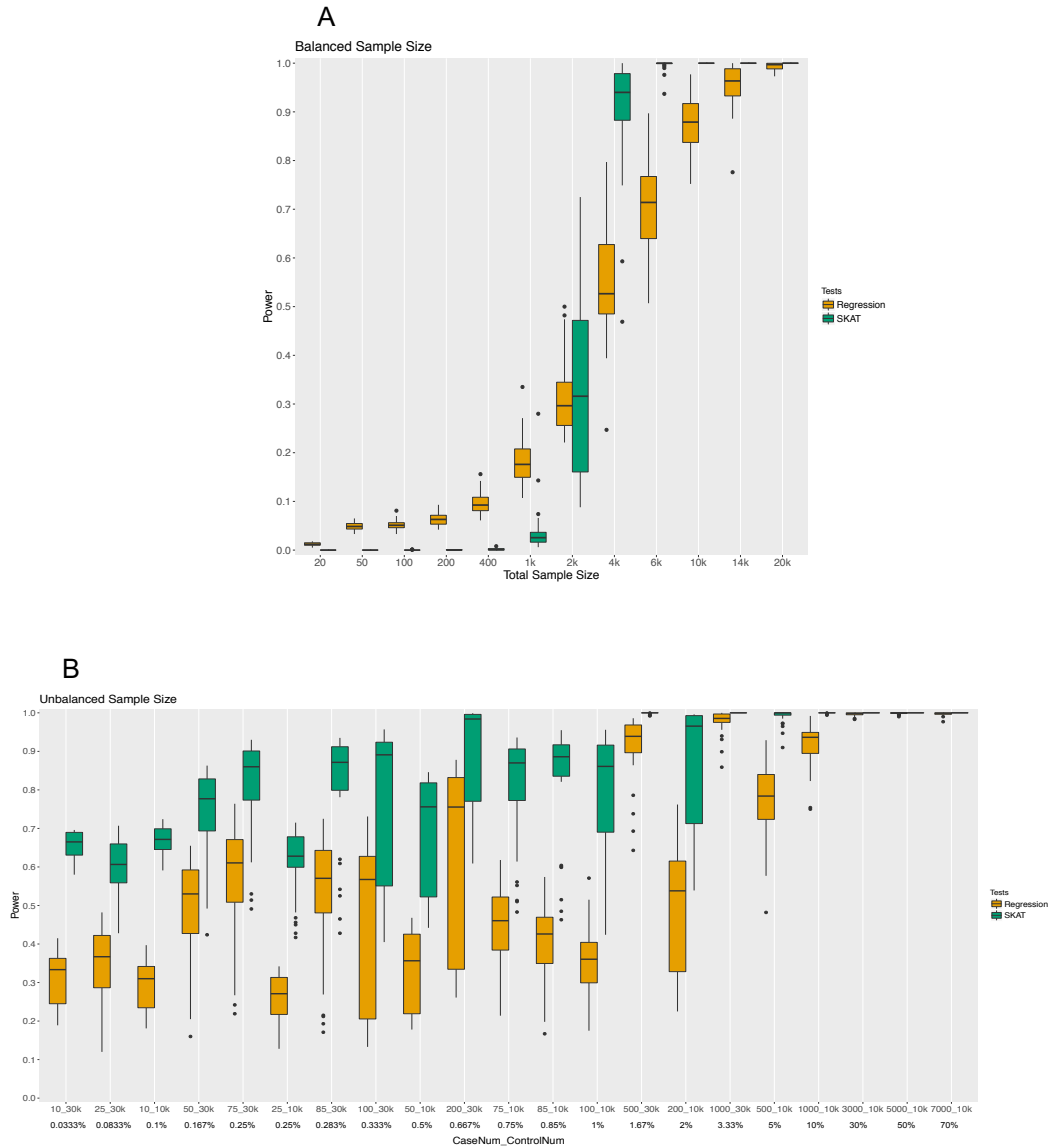 A
Balanced Sample Size
1.0
0.9
0.8
0.7
0.6
0.5
0.4
0.3
0.2
0.1
0.0
Power
20 50 100 200 400 1k 2k 4k 6k 10k 14k 20k
Total Sample Size
Tests
Regression
SKAT
B
Unbalanced Sample Size
1.0
0.9
0.8
0.7
0.6
0.5
0.4
0.3
0.2
0.1
0.0
Power
10_30k 25_30k 10_10k 50_30k 75_30k 25_10k 85_30k 100_30k 50_10k 200_30k 75_10k 85_10k 100_10k 500_30k 200_10k 1000_30k 500_10k 1000_10k 3000_10k 5000_10k 7000_10k
0.0333% 0.0833% 0.1% 0.167% 0.25% 0.25% 0.283% 0.333% 0.5% 0.667% 0.75% 0.85% 1% 1.67% 2% 3.33% 5% 10% 30% 50% 70%
CaseNum_ControlNum
Tests
Regression
SKAT